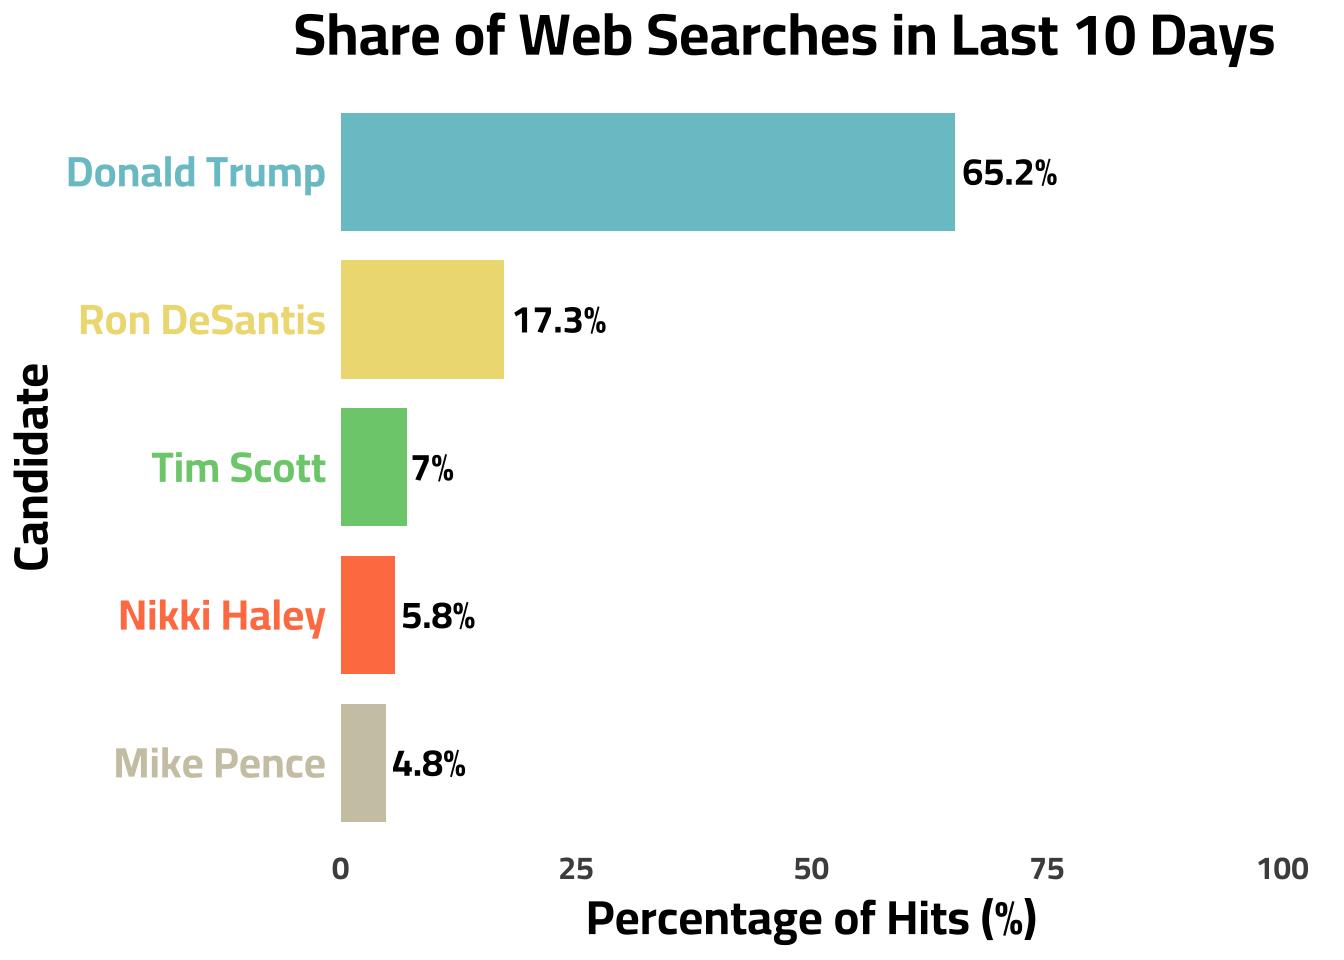 Share of Web Searches in Last 10 Days
Donald Trump
65.2%
Ron DeSantis
17.3%
Tim Scott
7%
Nikki Haley
5.8%
Mike Pence
4.8%
Candidate
0 25 50 75 100
Percentage of Hits (%)